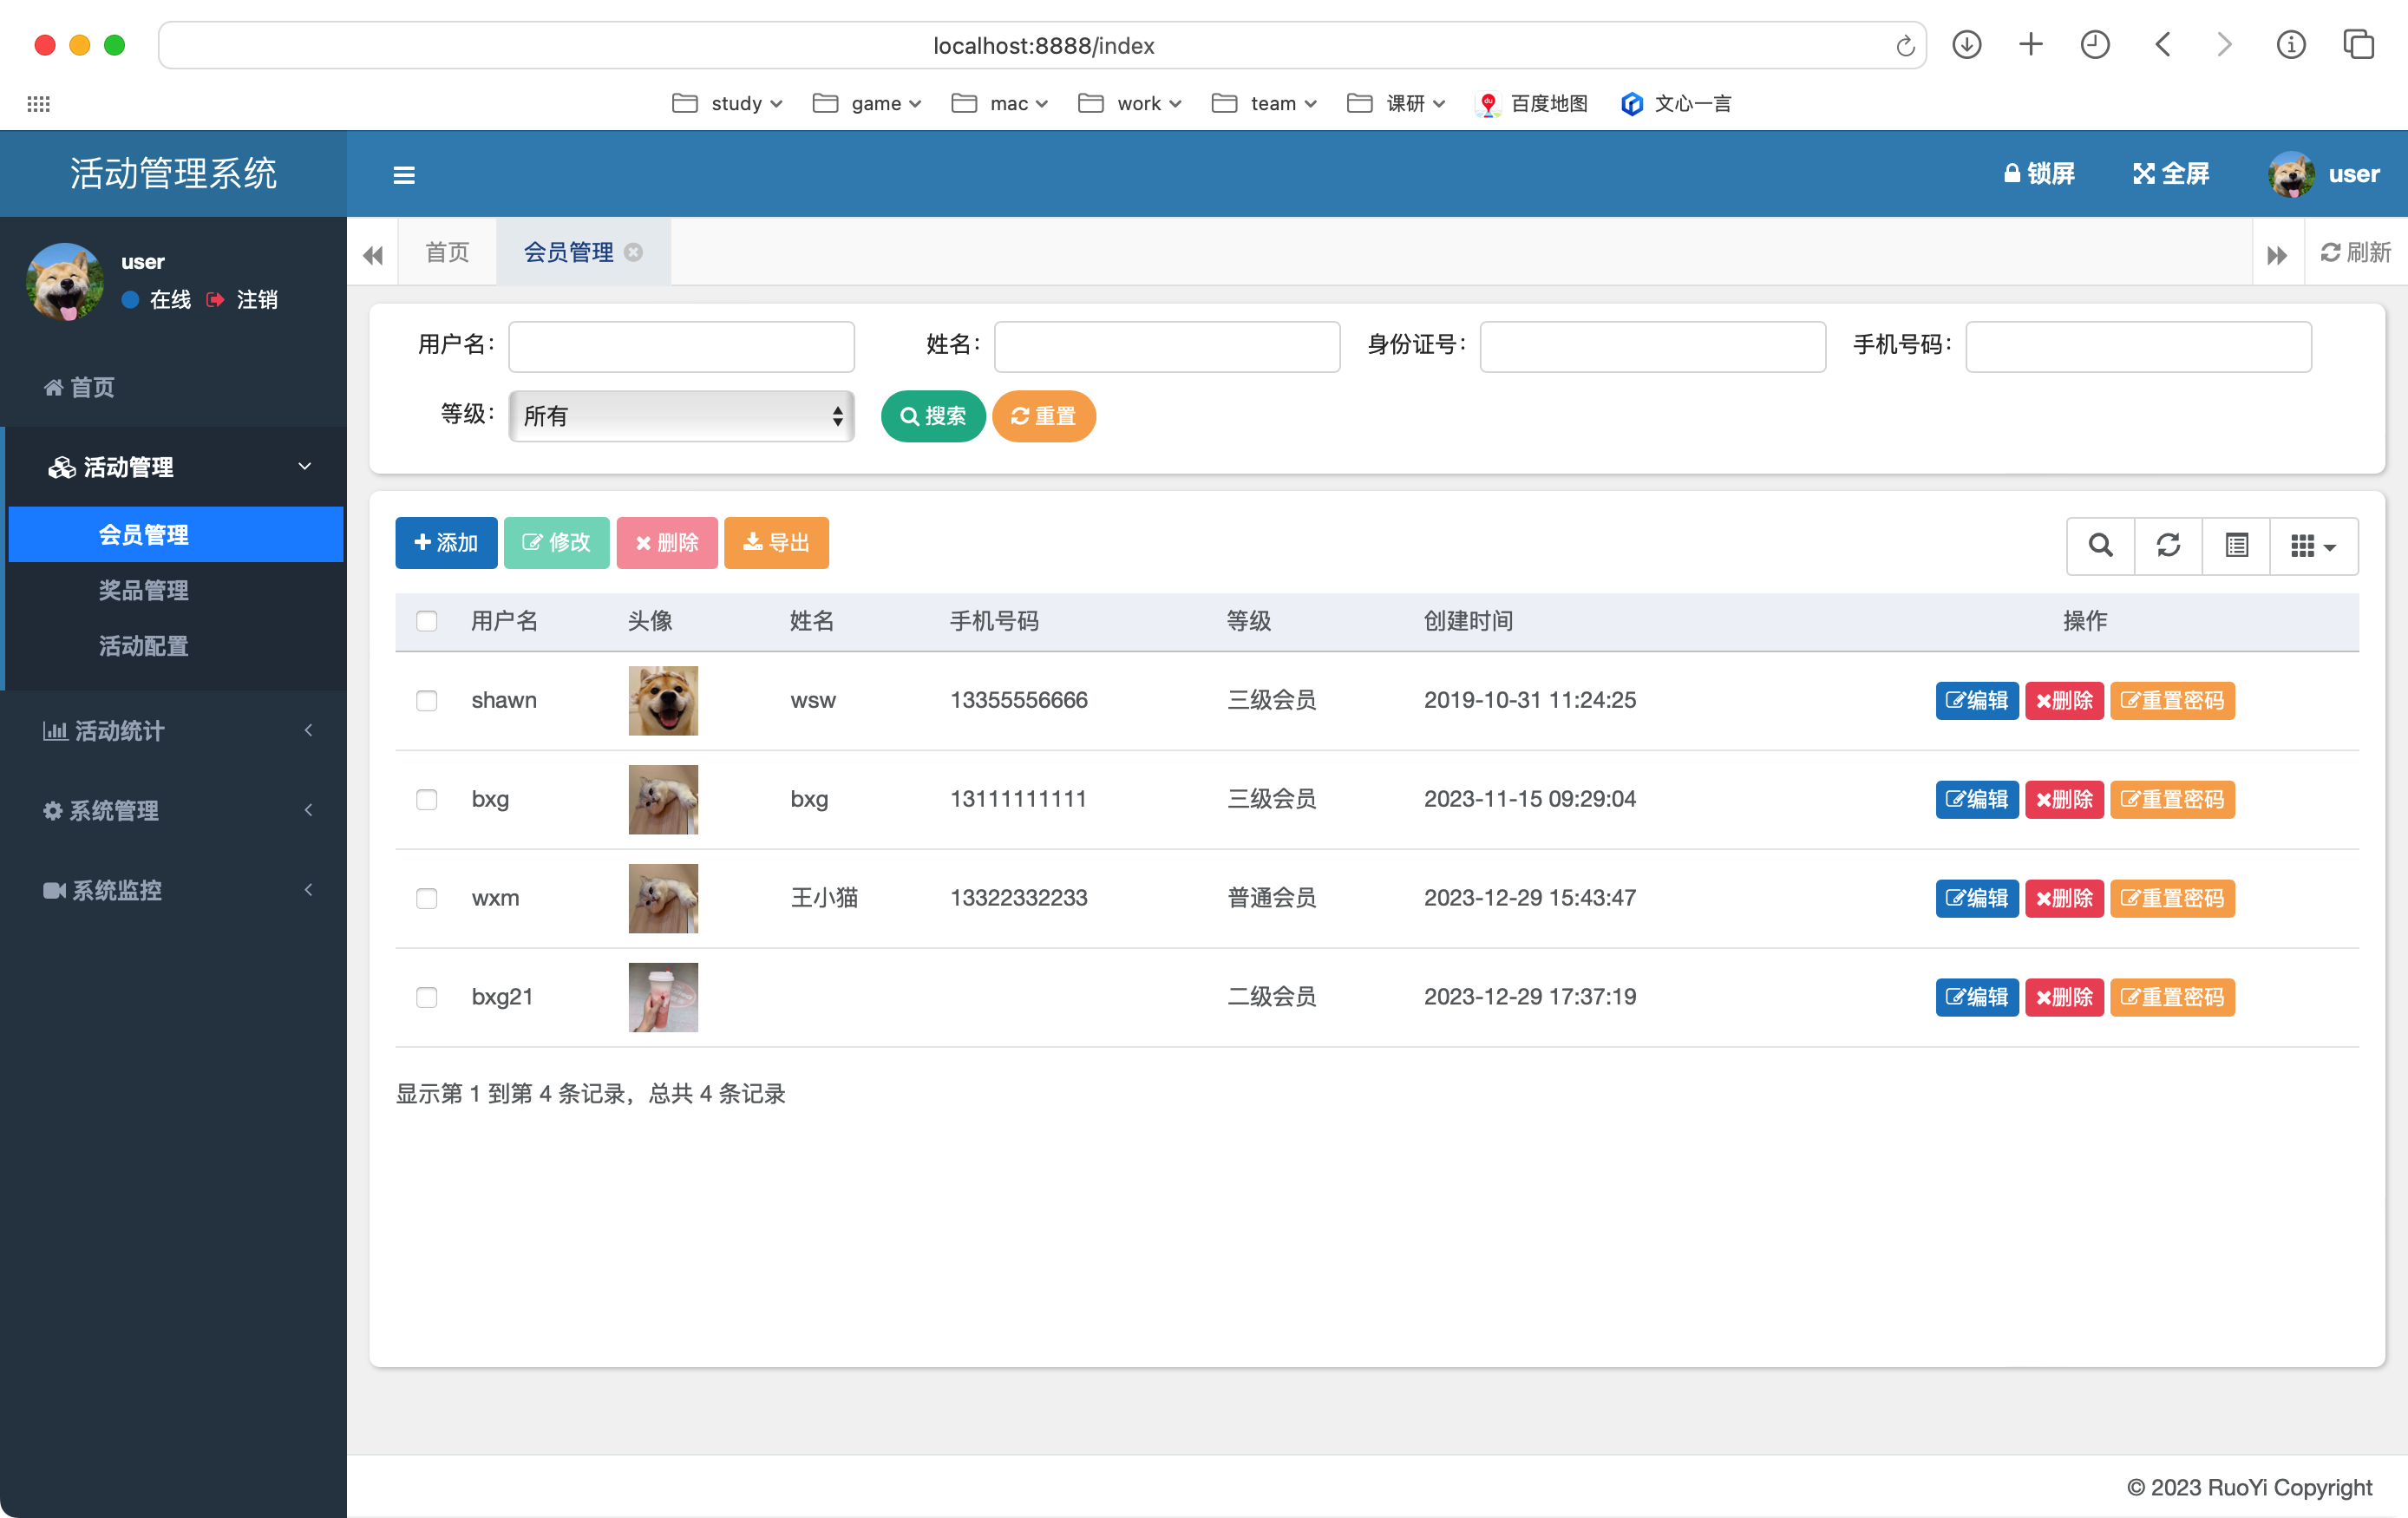 localhost:8888/index
study game mac work team 课研 百度地图 文心一言
活动管理系统
锁屏 全屏 user
user
在线 注销
首页
活动管理
会员管理
奖品管理
活动配置
活动统计
系统管理
系统监控
首页 会员管理 刷新
用户名： 姓名： 身份证号： 手机号码：
等级： 所有 搜索 重置
添加 修改 删除 导出
用户名 头像 姓名 手机号码 等级 创建时间 操作
shawn wsw 13355556666 三级会员 2019-10-31 11:24:25 编辑 删除 重置密码
bxg bxg 13111111111 三级会员 2023-11-15 09:29:04 编辑 删除 重置密码
wxm 王小猫 13322332233 普通会员 2023-12-29 15:43:47 编辑 删除 重置密码
bxg21 二级会员 2023-12-29 17:37:19 编辑 删除 重置密码
显示第 1 到第 4 条记录，总共 4 条记录
© 2023 RuoYi Copyright